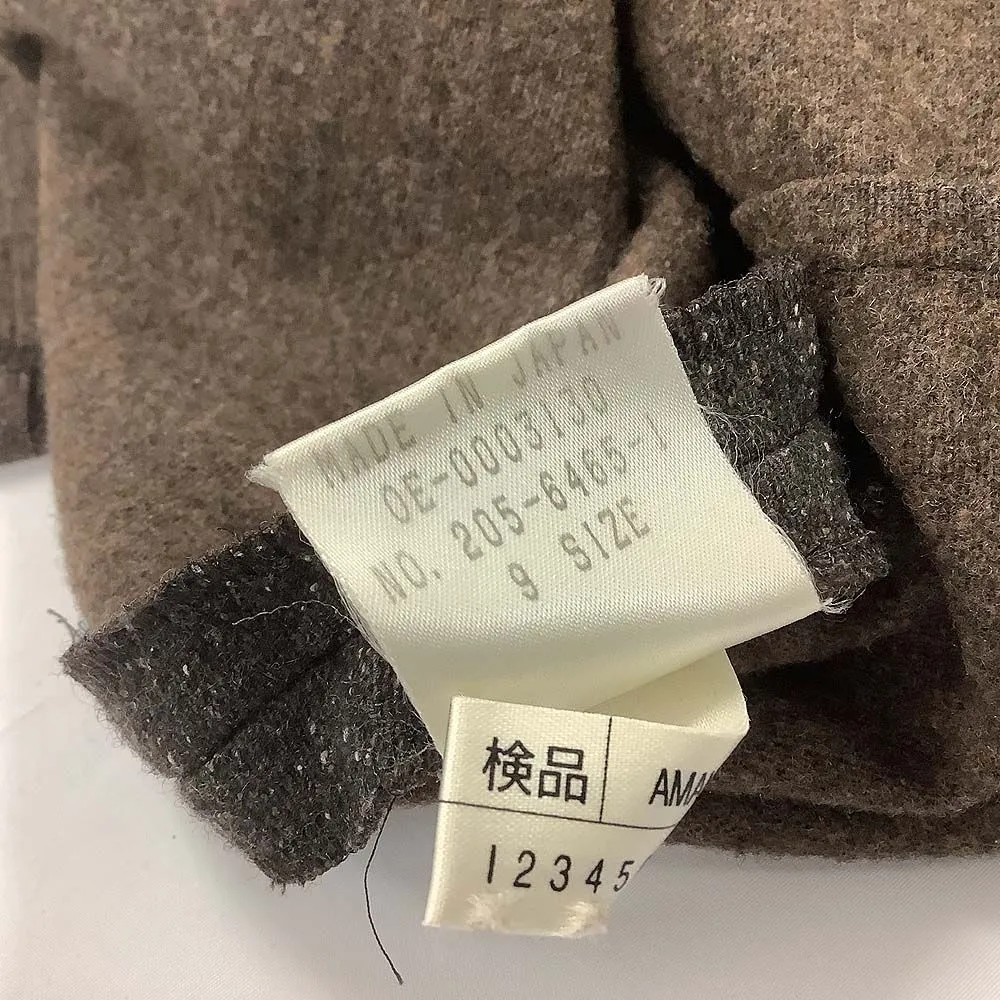 MADE IN JAPAN
OE-0003130
NO. 205-6465-1
9 SIZE
検品
12345